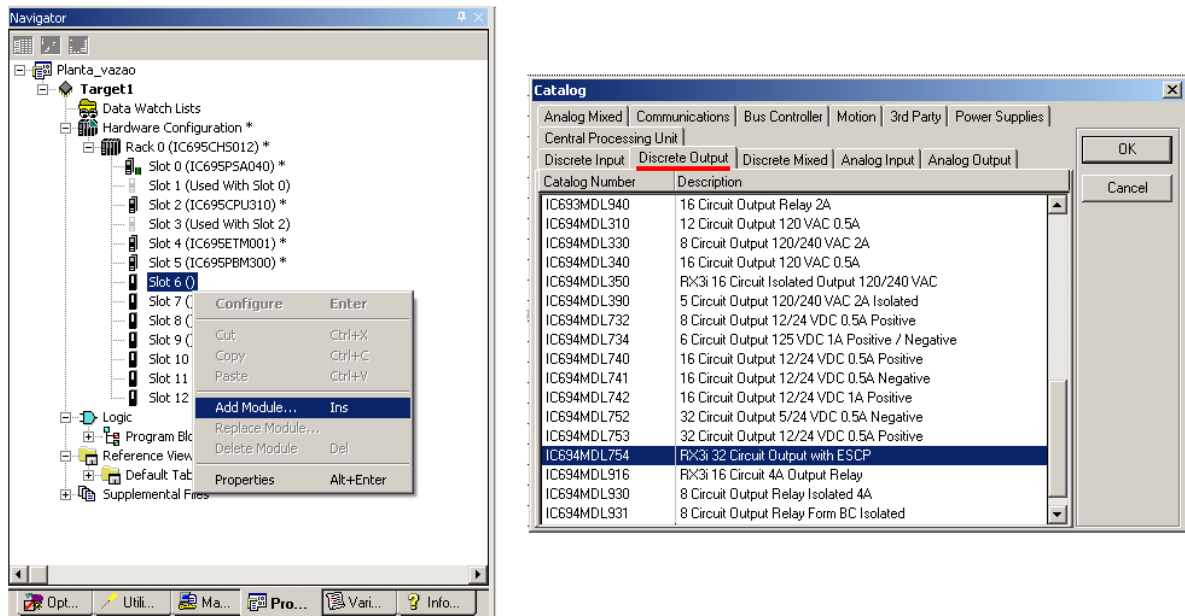 Navigator
Planta_vazao
Target1
Data Watch Lists
Hardware Configuration *
Rack 0 (IC695CHS012) *
Slot 0 (IC695PSA040) *
Slot 1 (Used With Slot 0)
Slot 2 (IC695CPU310) *
Slot 3 (Used With Slot 2)
Slot 4 (IC695ETM001) *
Slot 5 (IC695PBM300) *
Slot 6 ()
Slot 7 (
Slot 8 (
Slot 9 (
Slot 10
Slot 11
Slot 12
Logic
Program Blo
Reference View
Default Tab
Supplemental Files
Configure Enter
Cut Ctrl+X
Copy Ctrl+C
Paste Ctrl+V
Add Module... Ins
Replace Module...
Delete Module Del
Properties Alt+Enter
Opt... Utili... Ma... Pro... Vari... Info...
Catalog
Analog Mixed Communications Bus Controller Motion 3rd Party Power Supplies
Central Processing Unit
Discrete Input Discrete Output Discrete Mixed Analog Input Analog Output
Catalog Number Description
IC693MDL940 16 Circuit Output Relay 2A
IC694MDL310 12 Circuit Output 120 VAC 0.5A
IC694MDL330 8 Circuit Output 120/240 VAC 2A
IC694MDL340 16 Circuit Output 120 VAC 0.5A
IC694MDL350 RX3i 16 Circuit Isolated Output 120/240 VAC
IC694MDL390 5 Circuit Output 120/240 VAC 2A Isolated
IC694MDL732 8 Circuit Output 12/24 VDC 0.5A Positive
IC694MDL734 6 Circuit Output 125 VDC 1A Positive / Negative
IC694MDL740 16 Circuit Output 12/24 VDC 0.5A Positive
IC694MDL741 16 Circuit Output 12/24 VDC 0.5A Negative
IC694MDL742 16 Circuit Output 12/24 VDC 1A Positive
IC694MDL752 32 Circuit Output 5/24 VDC 0.5A Negative
IC694MDL753 32 Circuit Output 12/24 VDC 0.5A Positive
IC694MDL754 RX3i 32 Circuit Output with ESCP
IC694MDL916 RX3i 16 Circuit 4A Output Relay
IC694MDL930 8 Circuit Output Relay Isolated 4A
IC694MDL931 8 Circuit Output Relay Form BC Isolated
OK
Cancel